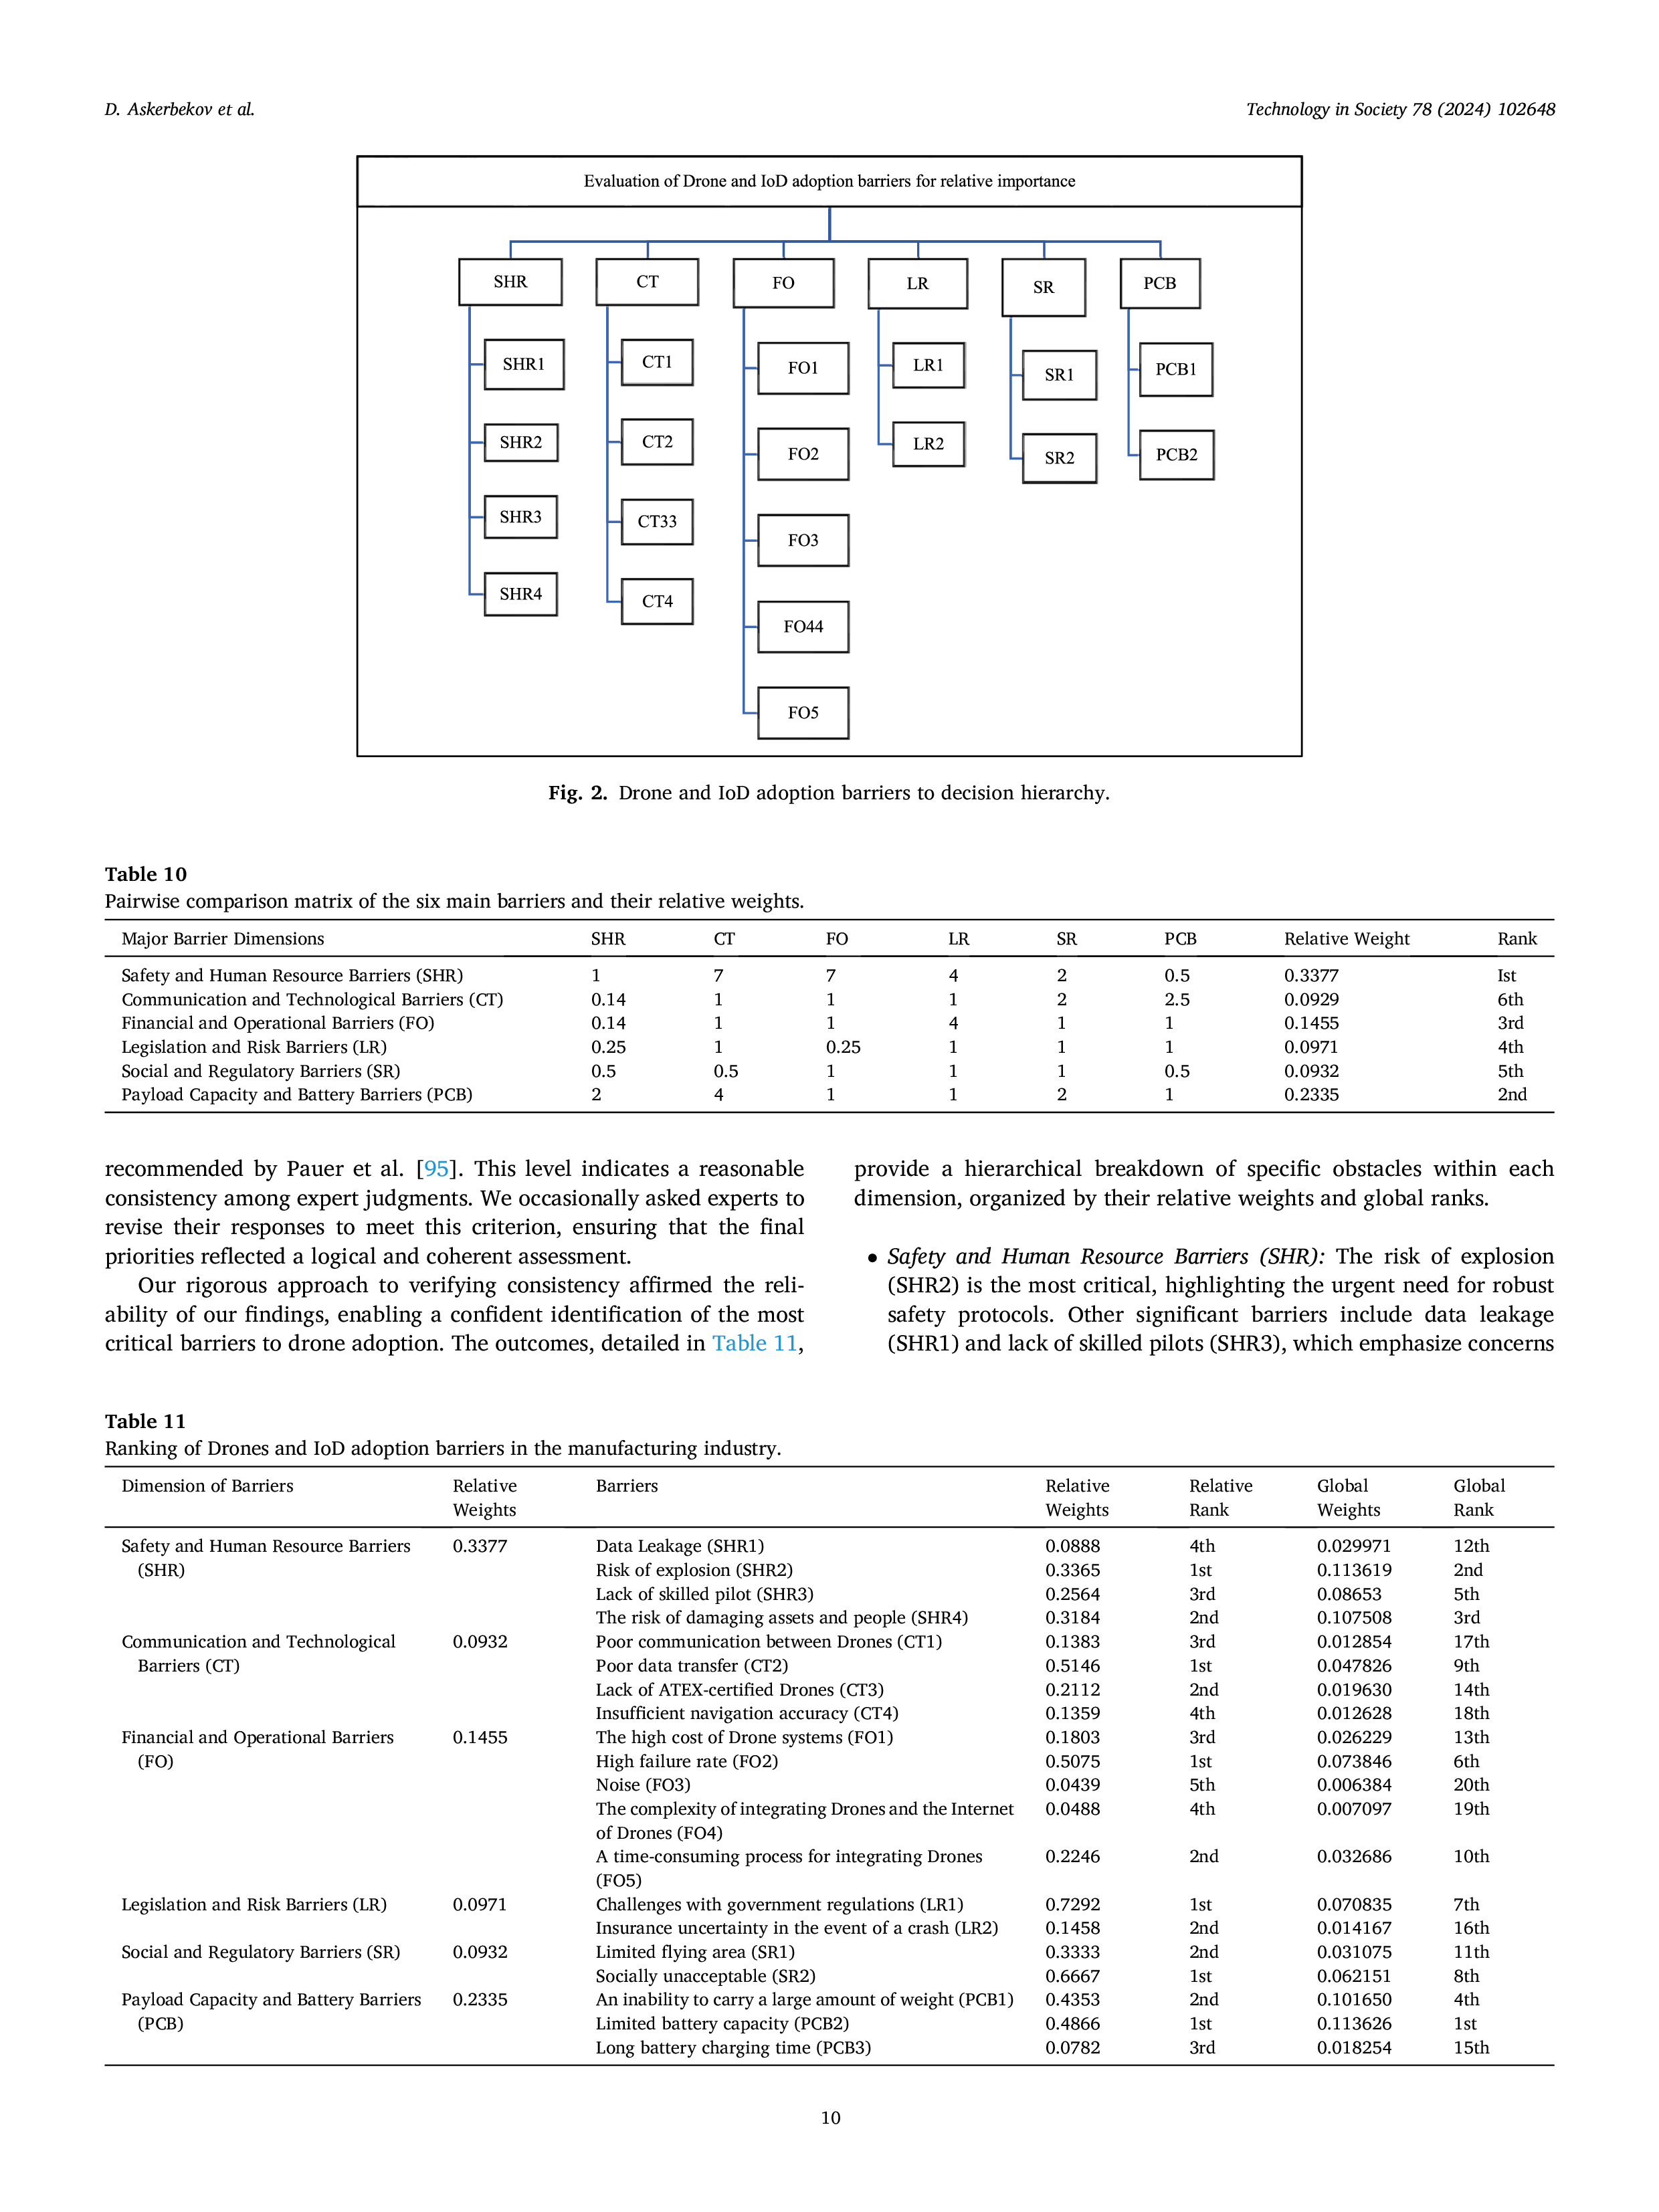 D. Askerbekov et al.
Technology in Society 78 (2024) 102648
Evaluation of Drone and IoD adoption barriers for relative importance
SHR CT FO LR SR PCB
SHR1 CT1 FO1 LR1 SR1 PCB1
SHR2 CT2 FO2 LR2 SR2 PCB2
SHR3 CT33 FO3
SHR4 CT4 FO44
FO5
Fig. 2. Drone and IoD adoption barriers to decision hierarchy.
Table 10
Pairwise comparison matrix of the six main barriers and their relative weights.
Major Barrier Dimensions SHR CT FO LR SR PCB Relative Weight Rank
Safety and Human Resource Barriers (SHR) 1 7 7 4 2 0.5 0.3377 Ist
Communication and Technological Barriers (CT) 0.14 1 1 1 2 2.5 0.0929 6th
Financial and Operational Barriers (FO) 0.14 1 1 4 1 1 0.1455 3rd
Legislation and Risk Barriers (LR) 0.25 1 0.25 1 1 1 0.0971 4th
Social and Regulatory Barriers (SR) 0.5 0.5 1 1 1 0.5 0.0932 5th
Payload Capacity and Battery Barriers (PCB) 2 4 1 1 2 1 0.2335 2nd
recommended by Pauer et al. [95]. This level indicates a reasonable
consistency among expert judgments. We occasionally asked experts to
revise their responses to meet this criterion, ensuring that the final
priorities reflected a logical and coherent assessment.
Our rigorous approach to verifying consistency affirmed the reli-
ability of our findings, enabling a confident identification of the most
critical barriers to drone adoption. The outcomes, detailed in Table 11,
provide a hierarchical breakdown of specific obstacles within each
dimension, organized by their relative weights and global ranks.
• Safety and Human Resource Barriers (SHR): The risk of explosion
(SHR2) is the most critical, highlighting the urgent need for robust
safety protocols. Other significant barriers include data leakage
(SHR1) and lack of skilled pilots (SHR3), which emphasize concerns
Table 11
Ranking of Drones and IoD adoption barriers in the manufacturing industry.
Dimension of Barriers Relative Barriers Relative Relative Global Global
Weights Weights Rank Weights Rank
Safety and Human Resource Barriers 0.3377 Data Leakage (SHR1) 0.0888 4th 0.029971 12th
(SHR) Risk of explosion (SHR2) 0.3365 1st 0.113619 2nd
Lack of skilled pilot (SHR3) 0.2564 3rd 0.08653 5th
The risk of damaging assets and people (SHR4) 0.3184 2nd 0.107508 3rd
Communication and Technological 0.0932 Poor communication between Drones (CT1) 0.1383 3rd 0.012854 17th
Barriers (CT) Poor data transfer (CT2) 0.5146 1st 0.047826 9th
Lack of ATEX-certified Drones (CT3) 0.2112 2nd 0.019630 14th
Insufficient navigation accuracy (CT4) 0.1359 4th 0.012628 18th
Financial and Operational Barriers 0.1455 The high cost of Drone systems (FO1) 0.1803 3rd 0.026229 13th
(FO) High failure rate (FO2) 0.5075 1st 0.073846 6th
Noise (FO3) 0.0439 5th 0.006384 20th
The complexity of integrating Drones and the Internet 0.0488 4th 0.007097 19th
of Drones (FO4)
A time-consuming process for integrating Drones 0.2246 2nd 0.032686 10th
(FO5)
Legislation and Risk Barriers (LR) 0.0971 Challenges with government regulations (LR1) 0.7292 1st 0.070835 7th
Insurance uncertainty in the event of a crash (LR2) 0.1458 2nd 0.014167 16th
Social and Regulatory Barriers (SR) 0.0932 Limited flying area (SR1) 0.3333 2nd 0.031075 11th
Socially unacceptable (SR2) 0.6667 1st 0.062151 8th
Payload Capacity and Battery Barriers 0.2335 An inability to carry a large amount of weight (PCB1) 0.4353 2nd 0.101650 4th
(PCB) Limited battery capacity (PCB2) 0.4866 1st 0.113626 1st
Long battery charging time (PCB3) 0.0782 3rd 0.018254 15th
10